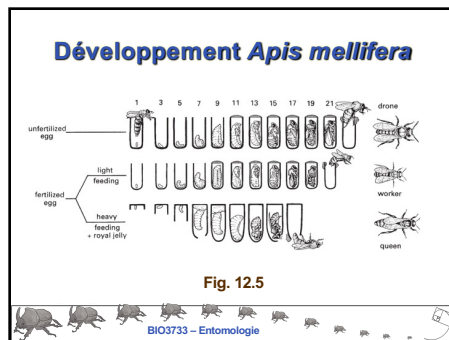 Développement Apis mellifera
1 3 5 7 9 11 13 15 17 19 21
drone
unfertilized
egg
light
feeding
worker
fertilized
egg
heavy
feeding
+ royal jelly
queen
Fig. 12.5
BIO3733 – Entomologie